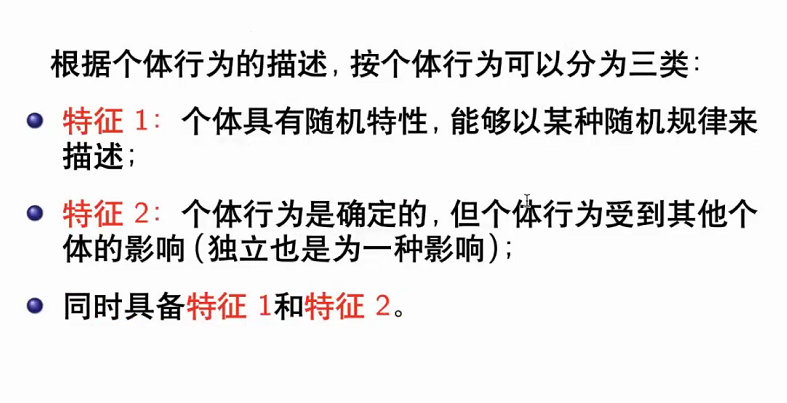 根据个体行为的描述, 按个体行为可以分为三类:
特征 1: 个体具有随机特性, 能够以某种随机规律来
描述;
特征 2: 个体行为是确定的, 但个体行为受到其他个
体的影响 (独立也是为一种影响);
同时具备特征 1和特征 2。